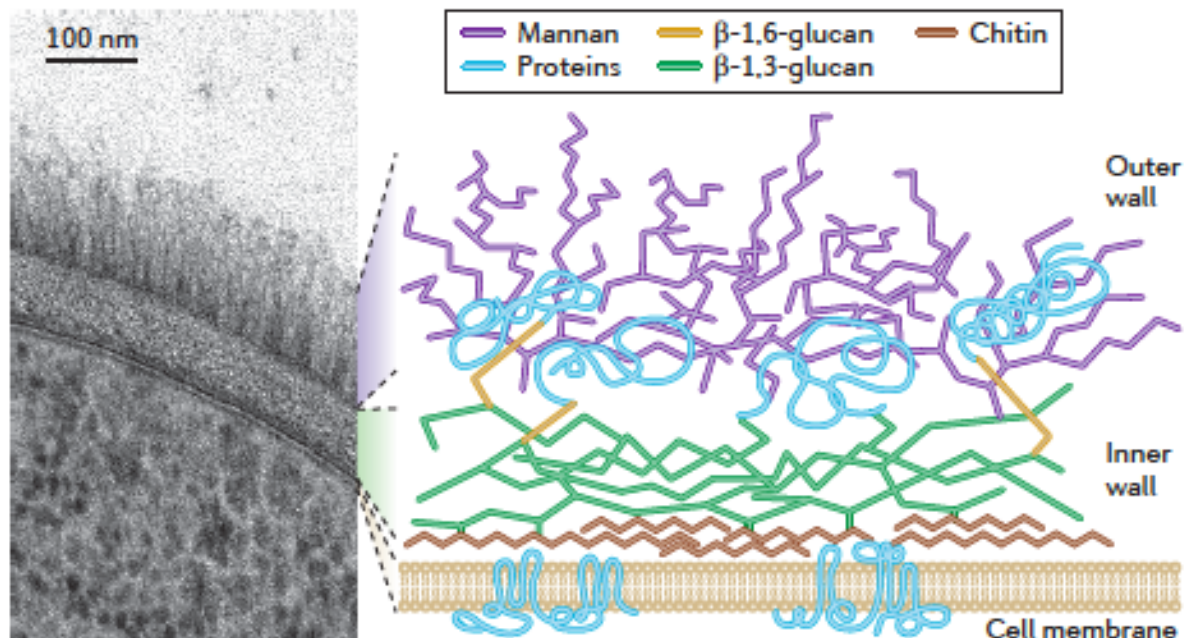 100 nm
Mannan β-1,6-glucan Chitin
Proteins β-1,3-glucan
Outer
wall
Inner
wall
Cell membrane